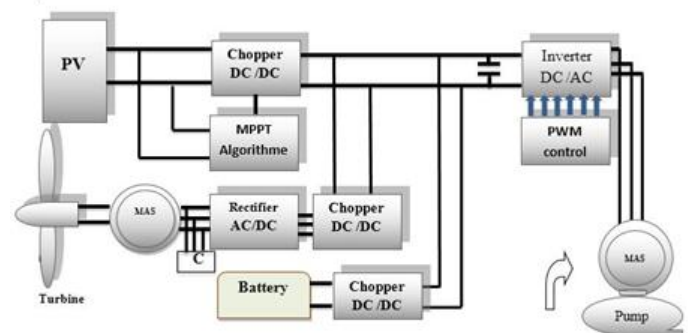 PV
Chopper
DC /DC
Inverter
DC /AC
MPPT
Algorithme
PWM
control
MAS
Rectifier
AC/DC
Chopper
DC /DC
C
Turbine
Battery
Chopper
DC /DC
MAS
Pump